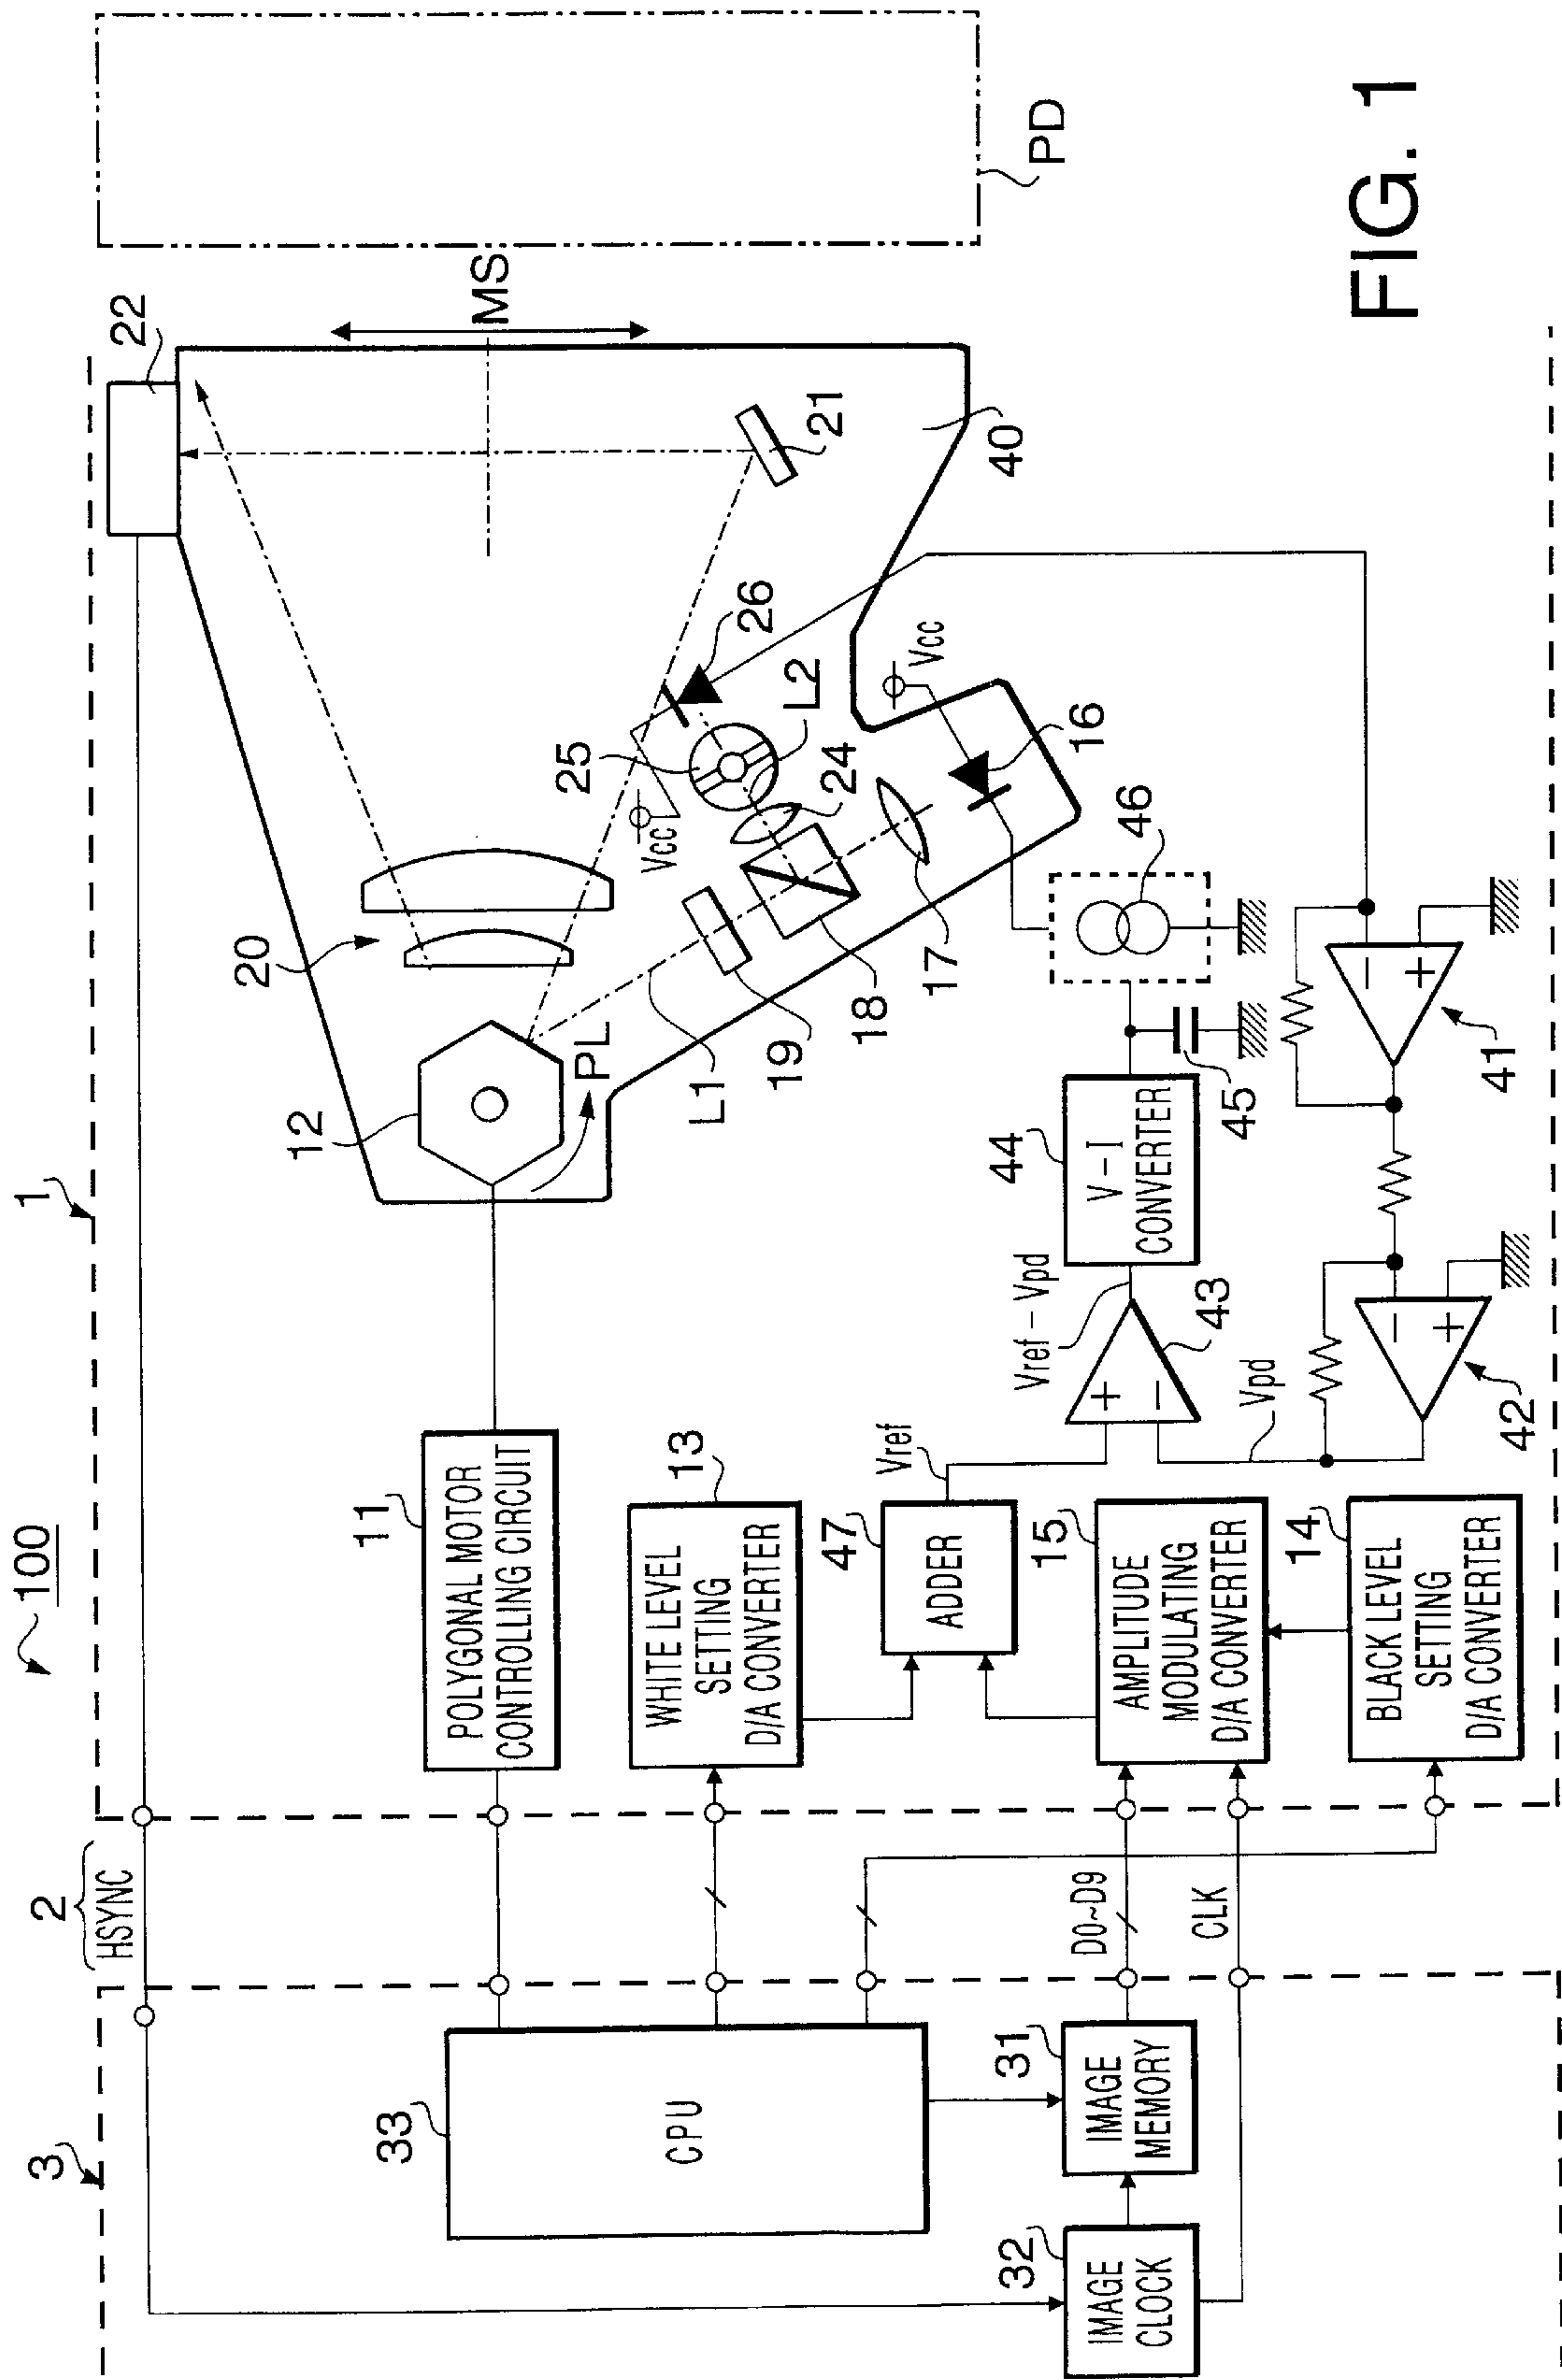 100
1
2
3
HSYNC
33
CPU
32
IMAGE
CLOCK
31
IMAGE
MEMORY
D0~D9
CLK
11
POLYGONAL MOTOR
CONTROLLING CIRCUIT
13
WHITE LEVEL
SETTING
D/A CONVERTER
47
ADDER
15
AMPLITUDE
MODULATING
D/A CONVERTER
14
BLACK LEVEL
SETTING
D/A CONVERTER
Vref
Vref - Vpd
Vpd
+
-
43
44
V - I
CONVERTER
45
46
-
+
42
-
+
41
12
PL
20
L1
19
18
17
16
Vcc
Vcc
25
24
L2
26
21
22
40
MS
PD
FIG. 1